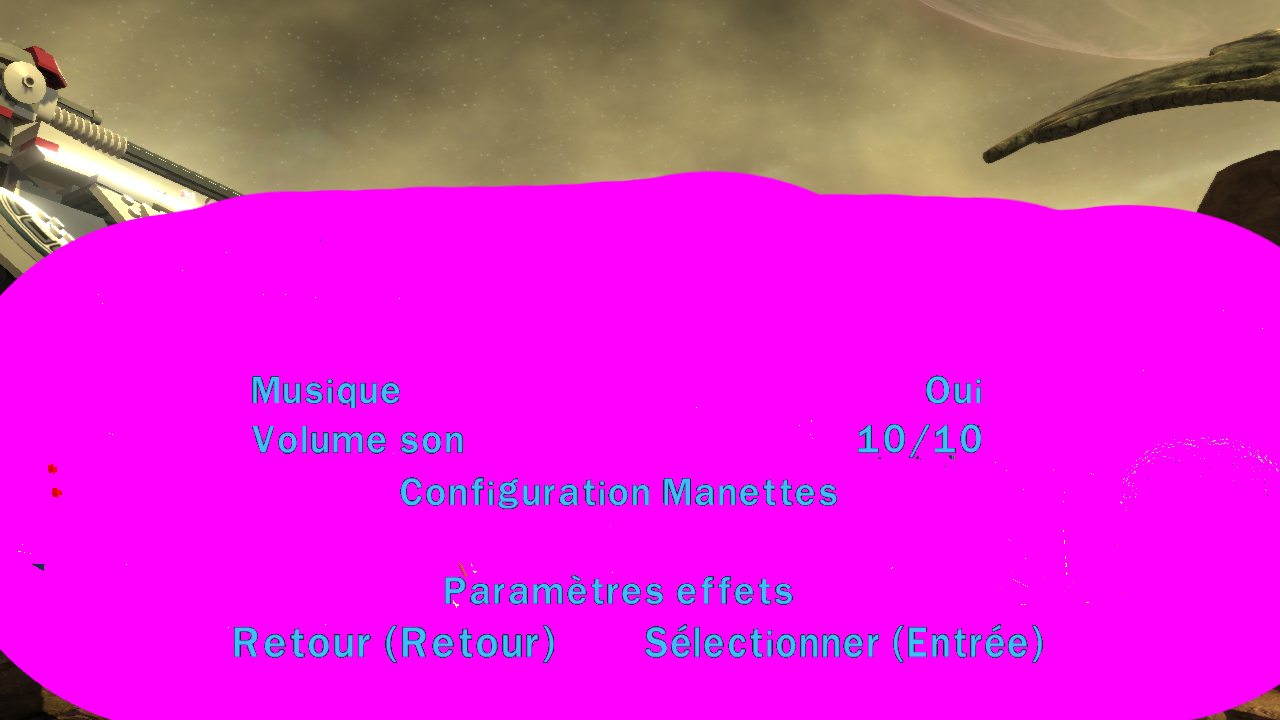 Musique Oui
Volume son 10/10
Configuration Manettes
Paramètres effets
Retour (Retour) Sélectionner (Entrée)